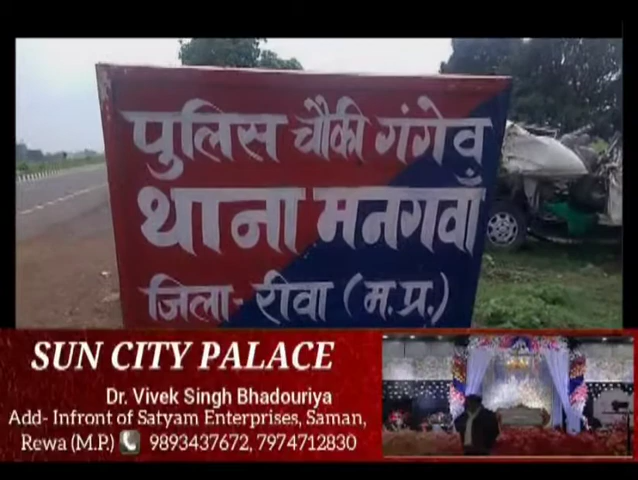 पुलिस चौकी गंगेव
थाना मनगवाँ
जिला-रीवा (म.प्र.)
SUN CITY PALACE
Dr. Vivek Singh Bhadouriya
Add- Infront of Satyam Enterprises, Saman,
Rewa (M.P.) 9893437672, 7974712830